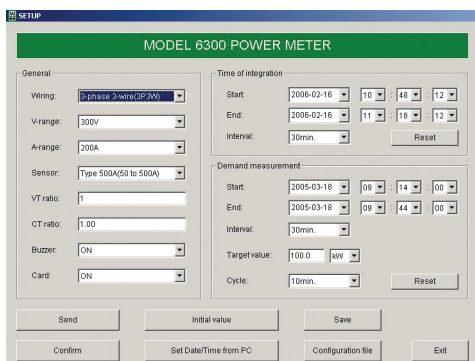 SETUP
MODEL 6300 POWER METER
General
Wiring: 3-phase 3-wire(3P3W)
V-range: 300V
A-range: 200A
Sensor: Type 500A(50 to 500A)
VT ratio: 1
CT ratio: 1.00
Buzzer: ON
Card: ON
Time of integration
Start: 2006-02-16 10 : 48 : 12
End: 2006-02-16 11 : 18 : 12
Interval: 30min. Reset
Demand measurement
Start: 2005-03-18 09 : 14 : 00
End: 2005-03-18 09 : 44 : 00
Interval: 30min.
Target value: 100.0 kW
Cycle: 10min. Reset
Send Initial value Save
Confirm Set Date/Time from PC Configuration file Exit